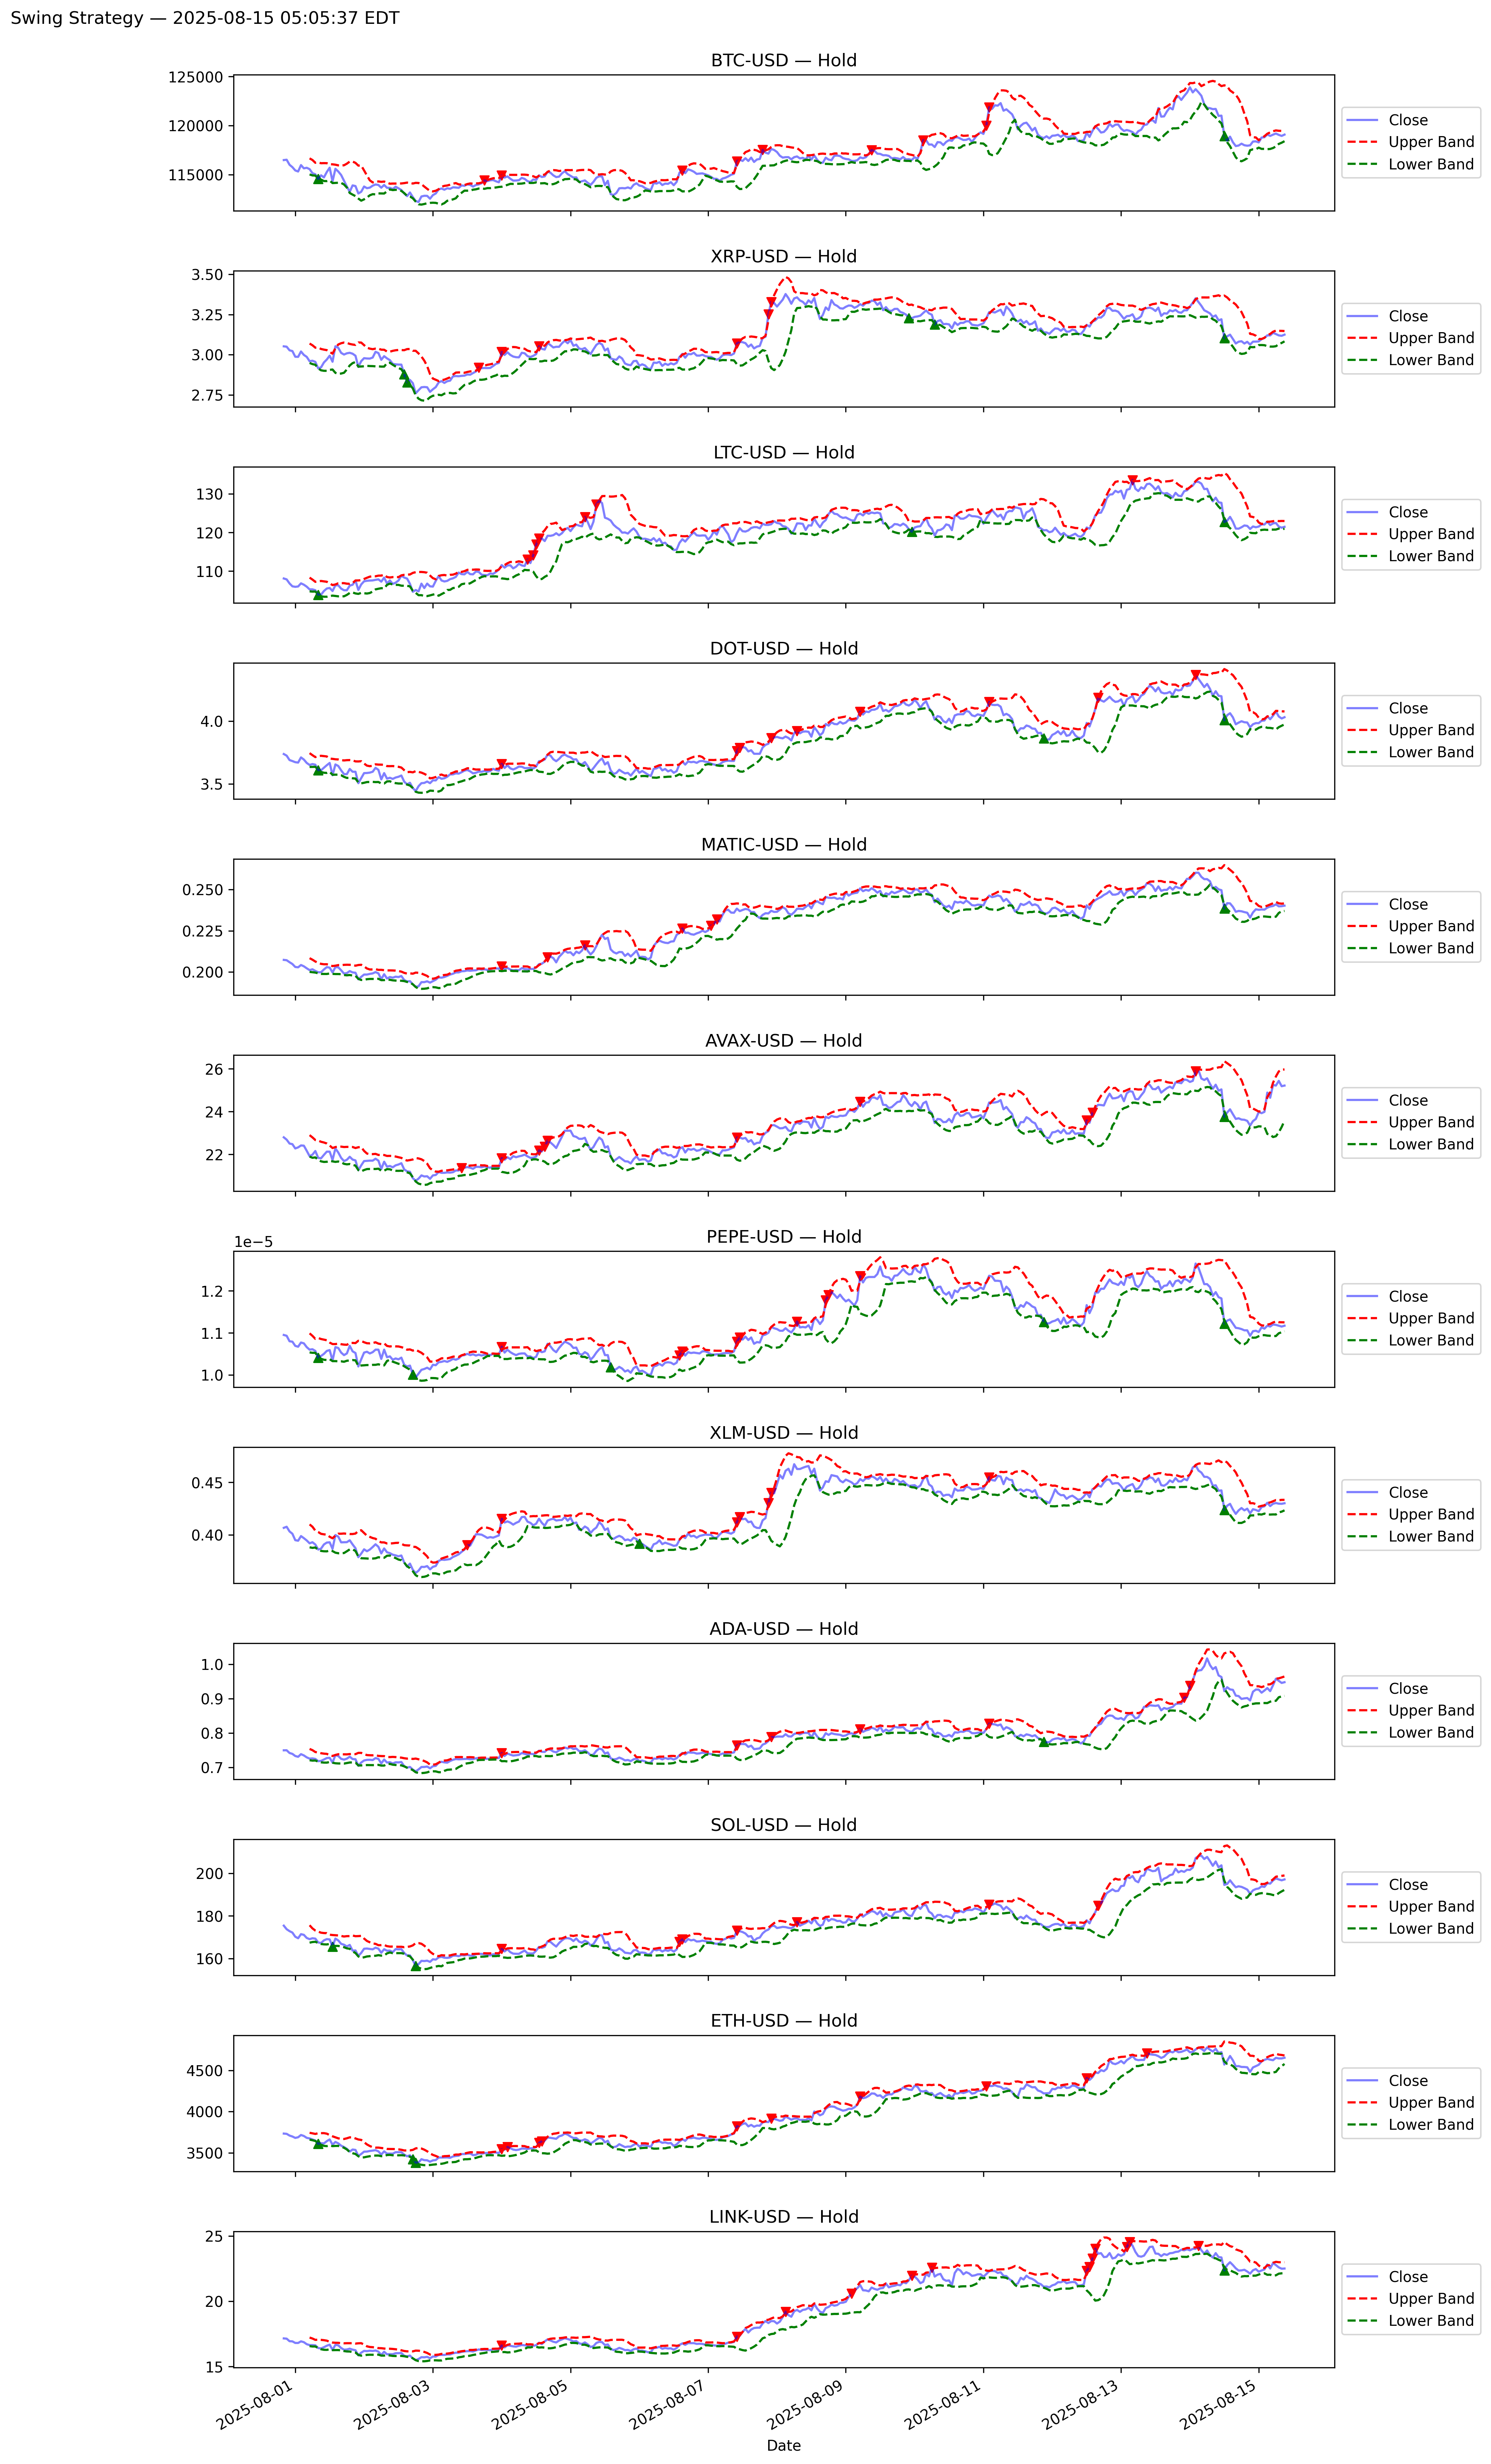 Swing Strategy — 2025-08-15 05:05:37 EDT
BTC-USD — Hold
125000
120000
115000
Close
Upper Band
Lower Band
XRP-USD — Hold
3.50
3.25
3.00
2.75
Close
Upper Band
Lower Band
LTC-USD — Hold
130
120
110
Close
Upper Band
Lower Band
DOT-USD — Hold
4.0
3.5
Close
Upper Band
Lower Band
MATIC-USD — Hold
0.250
0.225
0.200
Close
Upper Band
Lower Band
AVAX-USD — Hold
26
24
22
Close
Upper Band
Lower Band
PEPE-USD — Hold
1e−5
1.2
1.1
1.0
Close
Upper Band
Lower Band
XLM-USD — Hold
0.45
0.40
Close
Upper Band
Lower Band
ADA-USD — Hold
1.0
0.9
0.8
0.7
Close
Upper Band
Lower Band
SOL-USD — Hold
200
180
160
Close
Upper Band
Lower Band
ETH-USD — Hold
4500
4000
3500
Close
Upper Band
Lower Band
LINK-USD — Hold
25
20
15
Close
Upper Band
Lower Band
2025-08-01
2025-08-03
2025-08-05
2025-08-07
2025-08-09
2025-08-11
2025-08-13
2025-08-15
Date